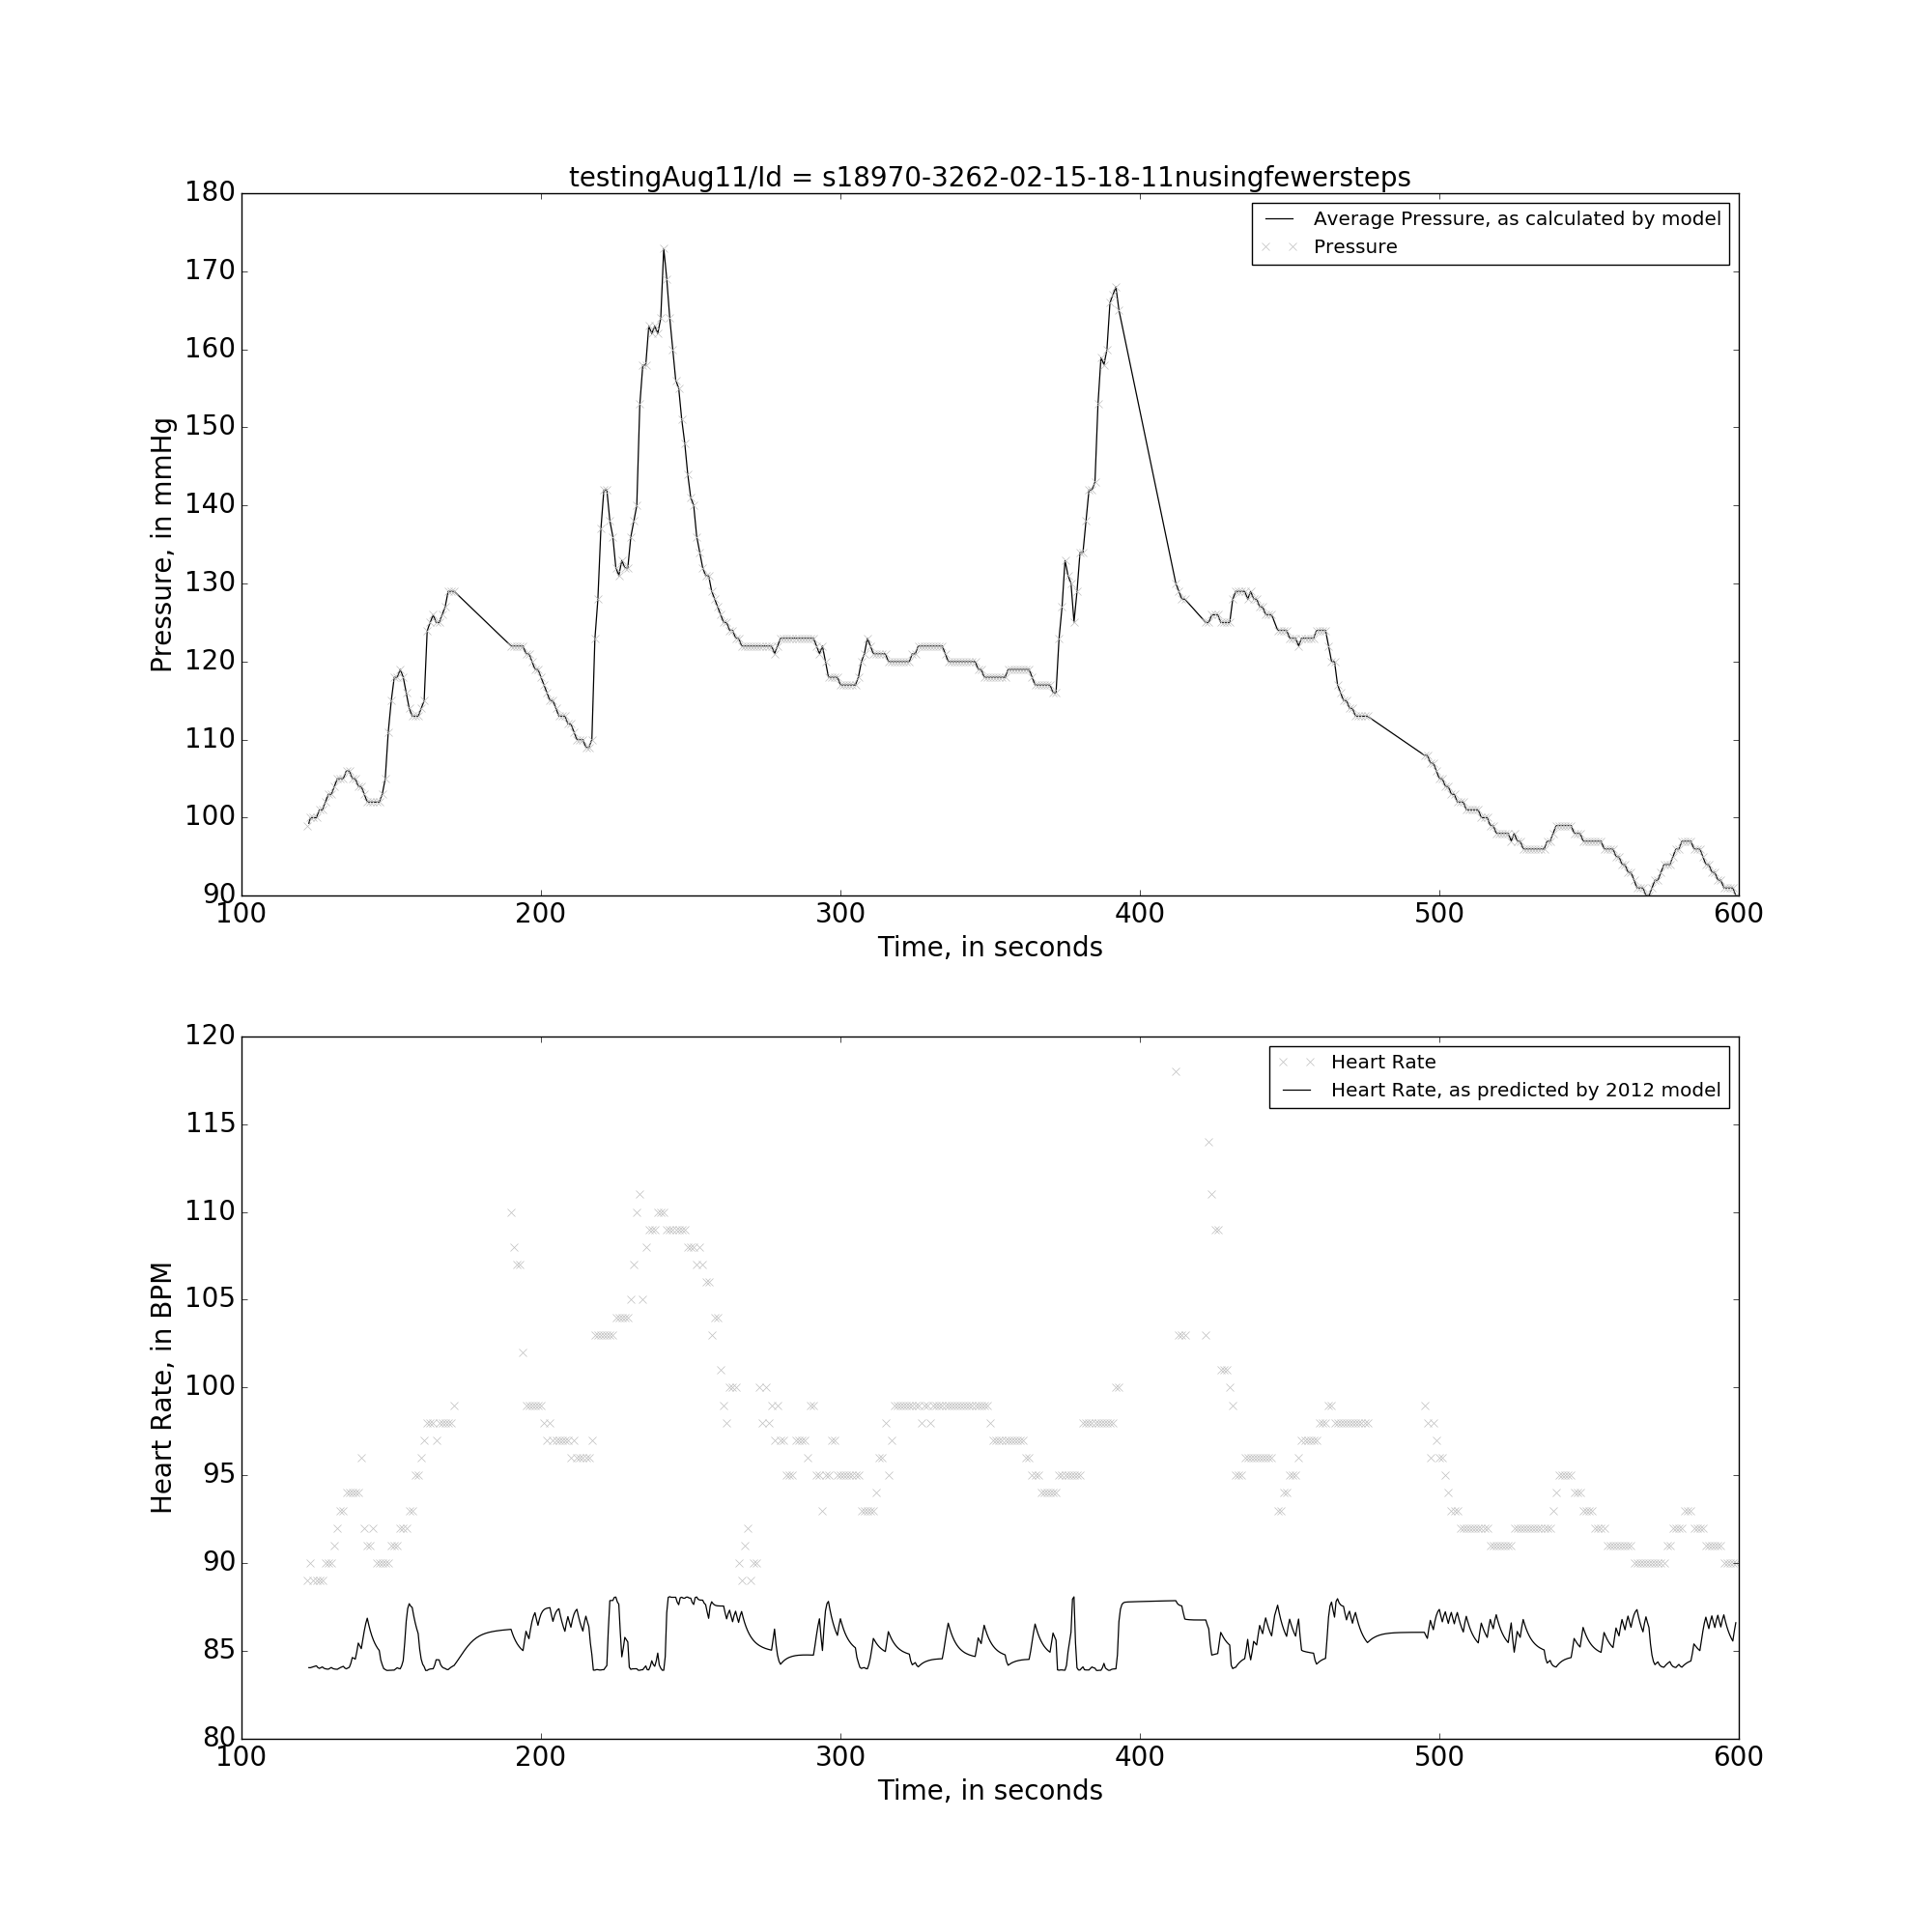 testingAug11/Id = s18970-3262-02-15-18-11nusingfewersteps
180
170
160
150
140
130
120
110
100
90
Pressure, in mmHg
Average Pressure, as calculated by model
Pressure
100 200 300 400 500 600
Time, in seconds
120
115
110
105
100
95
90
85
80
Heart Rate, in BPM
Heart Rate
Heart Rate, as predicted by 2012 model
100 200 300 400 500 600
Time, in seconds